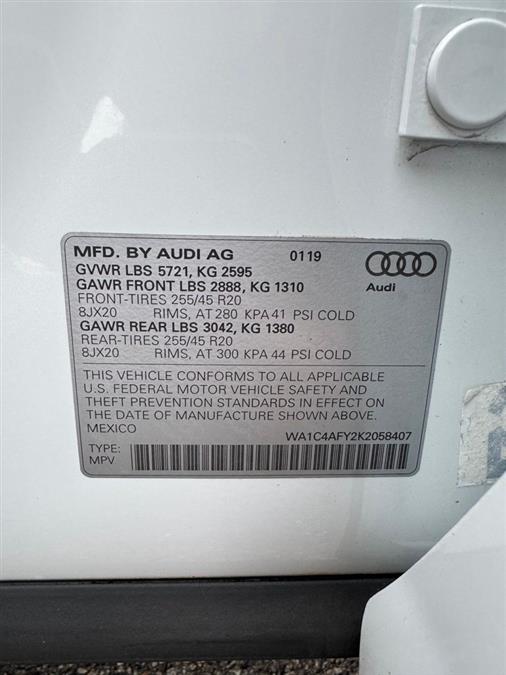 MFD. BY AUDI AG 0119
GVWR LBS 5721, KG 2595
GAWR FRONT LBS 2888, KG 1310
FRONT-TIRES 255/45 R20
8JX20 RIMS, AT 280 KPA 41 PSI COLD
GAWR REAR LBS 3042, KG 1380
REAR-TIRES 255/45 R20
8JX20 RIMS, AT 300 KPA 44 PSI COLD
Audi
THIS VEHICLE CONFORMS TO ALL APPLICABLE
U.S. FEDERAL MOTOR VEHICLE SAFETY AND
THEFT PREVENTION STANDARDS IN EFFECT ON
THE DATE OF MANUFACTURE SHOWN ABOVE.
MEXICO WA1C4AFY2K2058407
TYPE:
MPV